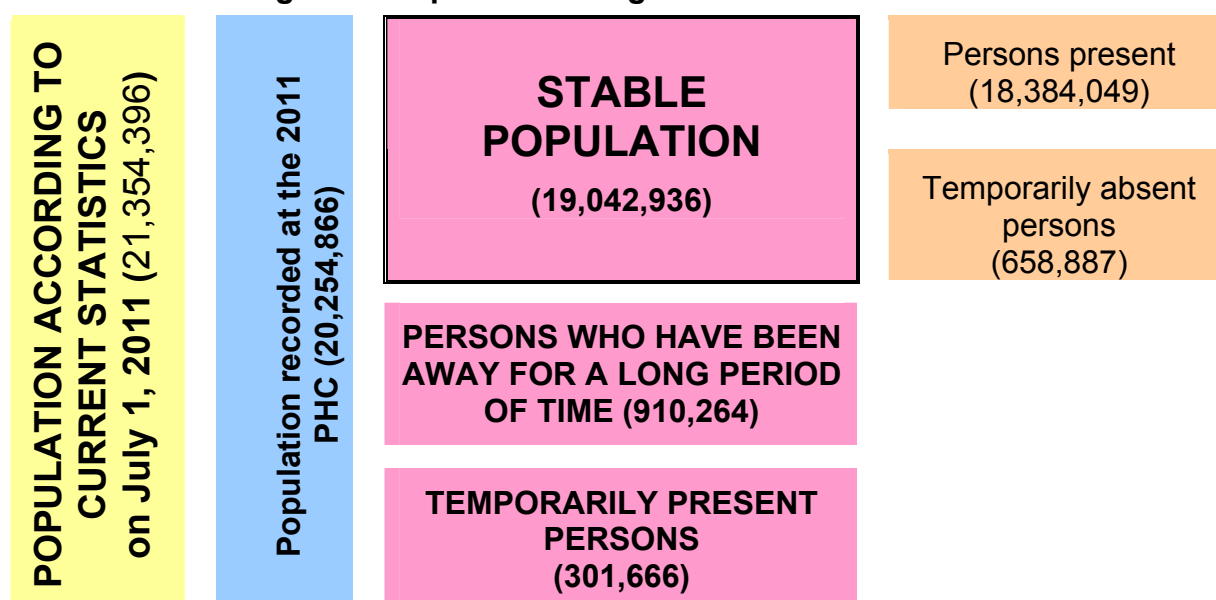 POPULATION ACCORDING TO
CURRENT STATISTICS
on July 1, 2011 (21,354,396)
Population recorded at the 2011
PHC (20,254,866)
STABLE
POPULATION
(19,042,936)
PERSONS WHO HAVE BEEN
AWAY FOR A LONG PERIOD
OF TIME (910,264)
TEMPORARILY PRESENT
PERSONS
(301,666)
Persons present
(18,384,049)
Temporarily absent
persons
(658,887)